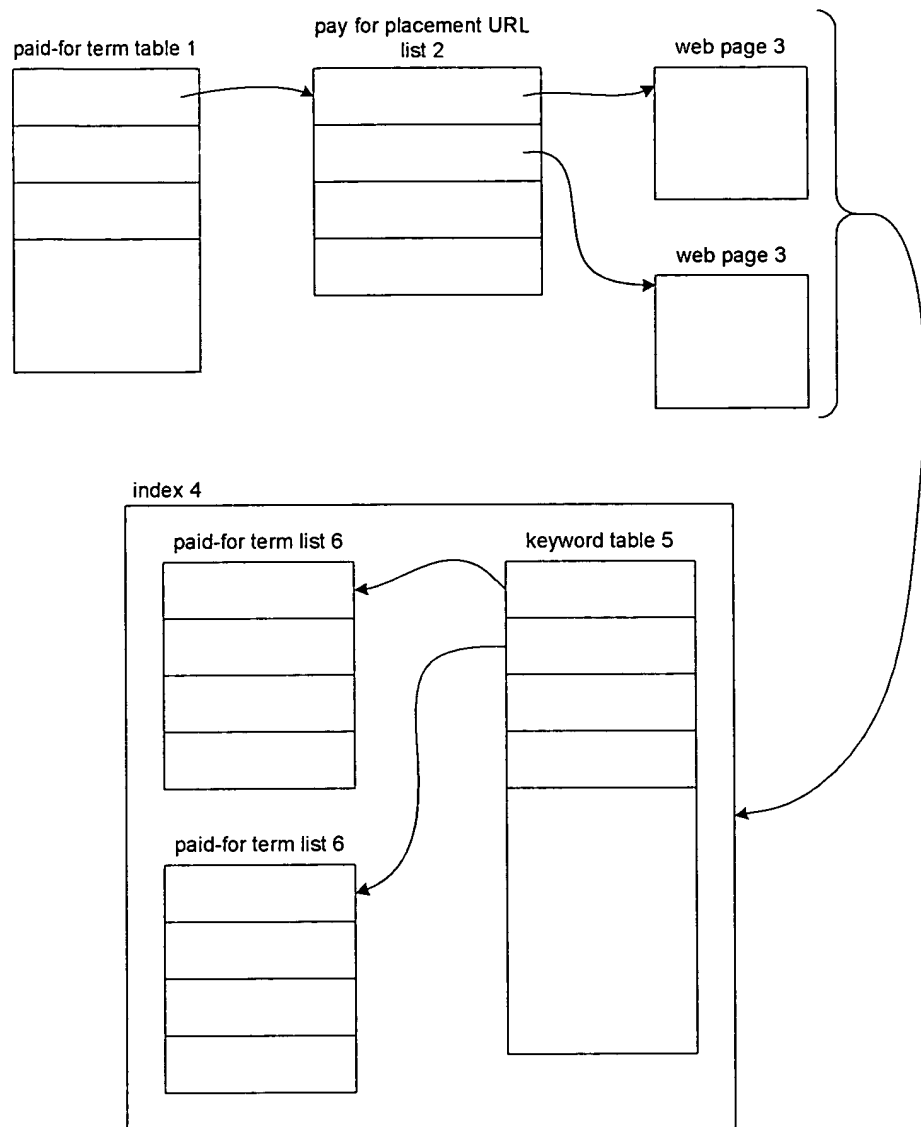 paid-for term table 1
pay for placement URL
list 2
web page 3
web page 3
index 4
paid-for term list 6
keyword table 5
paid-for term list 6